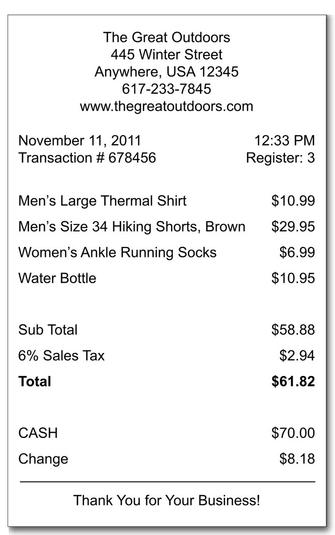 The Great Outdoors
445 Winter Street
Anywhere, USA 12345
617-233-7845
www.thegreatoutdoors.com
November 11, 2011 12:33 PM
Transaction # 678456 Register: 3
Men's Large Thermal Shirt $10.99
Men's Size 34 Hiking Shorts, Brown $29.95
Women's Ankle Running Socks $6.99
Water Bottle $10.95
Sub Total $58.88
6% Sales Tax $2.94
Total $61.82
CASH $70.00
Change $8.18
Thank You for Your Business!